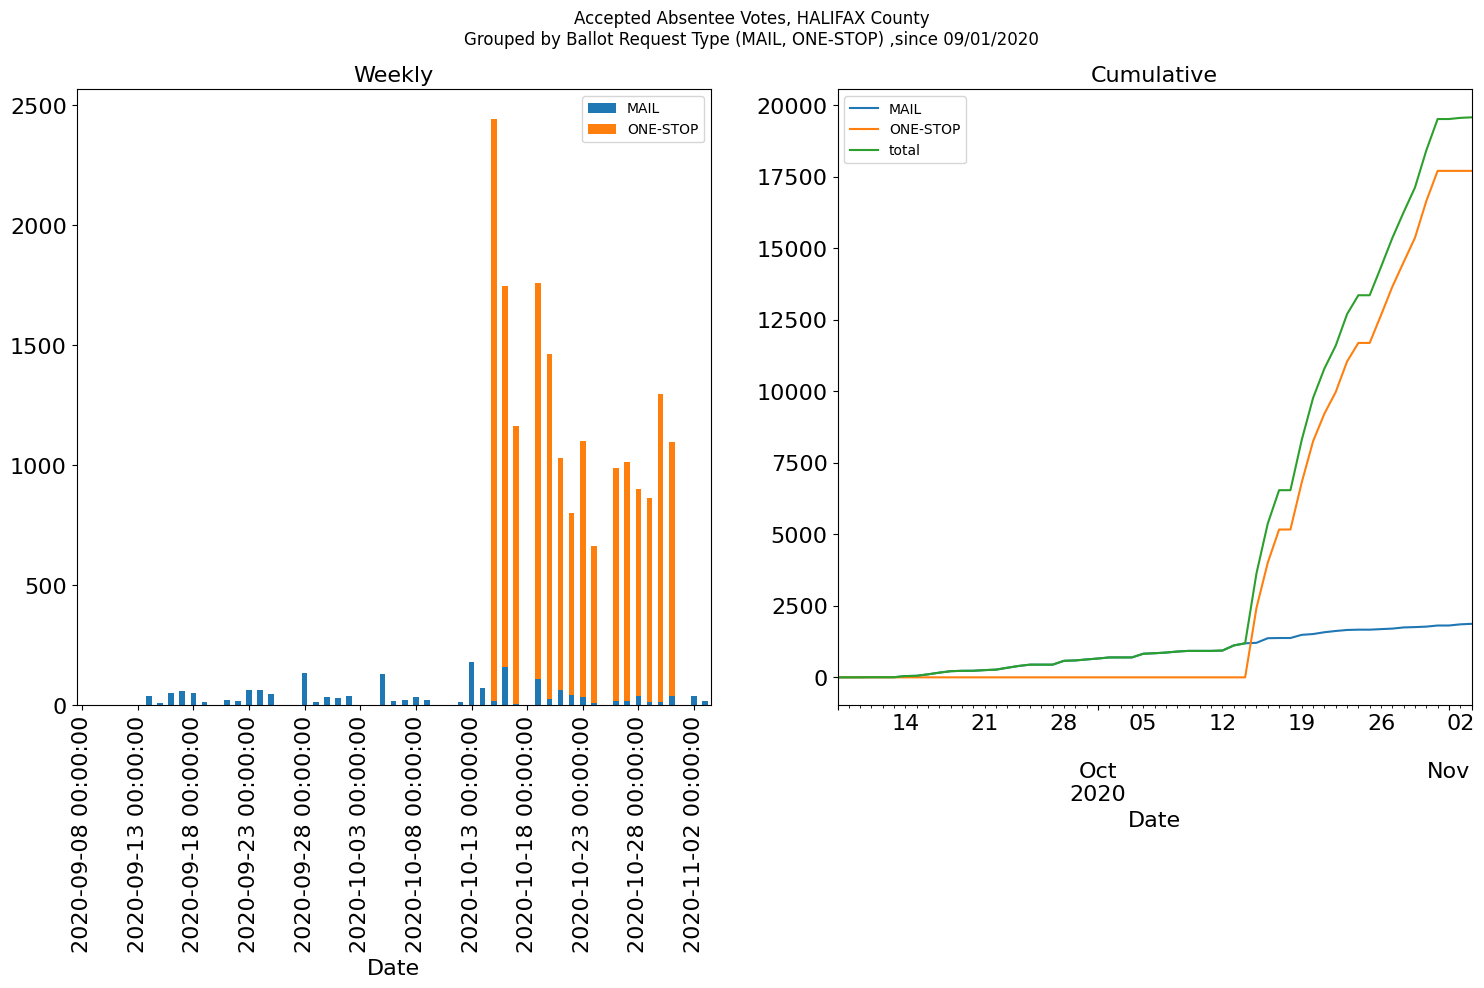 Accepted Absentee Votes, HALIFAX County
Grouped by Ballot Request Type (MAIL, ONE-STOP) ,since 09/01/2020
Weekly
2500
2000
1500
1000
500
0
MAIL
ONE-STOP
2020-09-08 00:00:00
2020-09-13 00:00:00
2020-09-18 00:00:00
2020-09-23 00:00:00
2020-09-28 00:00:00
2020-10-03 00:00:00
2020-10-08 00:00:00
2020-10-13 00:00:00
2020-10-18 00:00:00
2020-10-23 00:00:00
2020-10-28 00:00:00
2020-11-02 00:00:00
Date
Cumulative
20000
17500
15000
12500
10000
7500
5000
2500
0
MAIL
ONE-STOP
total
14 21 28 05 12 19 26 02
Oct Nov
2020
Date